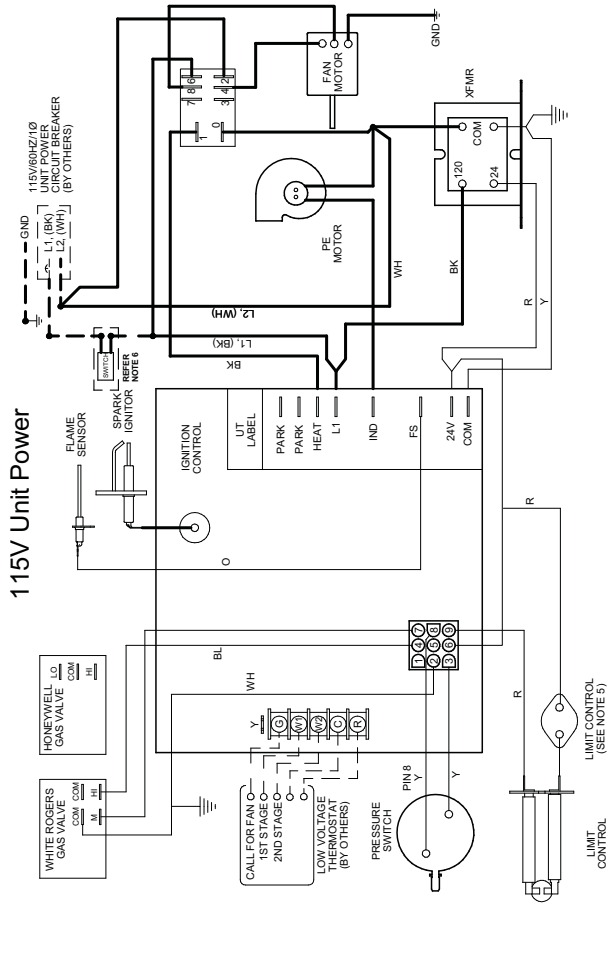 115V Unit Power
WHITE ROGERS
GAS VALVE
COM
COM
M
HI
HONEYWELL
GAS VALVE
LO
COM
HI
FLAME
SENSOR
SPARK
IGNITOR
SWITCH
REFER
NOTE 6
GND
L1, (BK)
L2, (WH)
115V/60HZ/1Ø
UNIT POWER
CIRCUIT BREAKER
(BY OTHERS)
BL
WH
O
IGNITION
CONTROL
BK
L1, (BK)
L2, (WH)
7
8
6
3
4
2
1
0
CALL FOR FAN
1ST STAGE
2ND STAGE
LOW VOLTAGE
THERMOSTAT
(BY OTHERS)
Y
G
W1
W2
C
R
UT
LABEL
PARK
PARK
HEAT
L1
IND
FS
24V
COM
PE
MOTOR
FAN
MOTOR
GND
WH
BK
XFMR
120
COM
24
R
Y
PRESSURE
SWITCH
PIN 8
Y
Y
1
4
7
2
5
8
3
6
9
R
R
LIMIT
CONTROL
LIMIT CONTROL
(SEE NOTE 5)